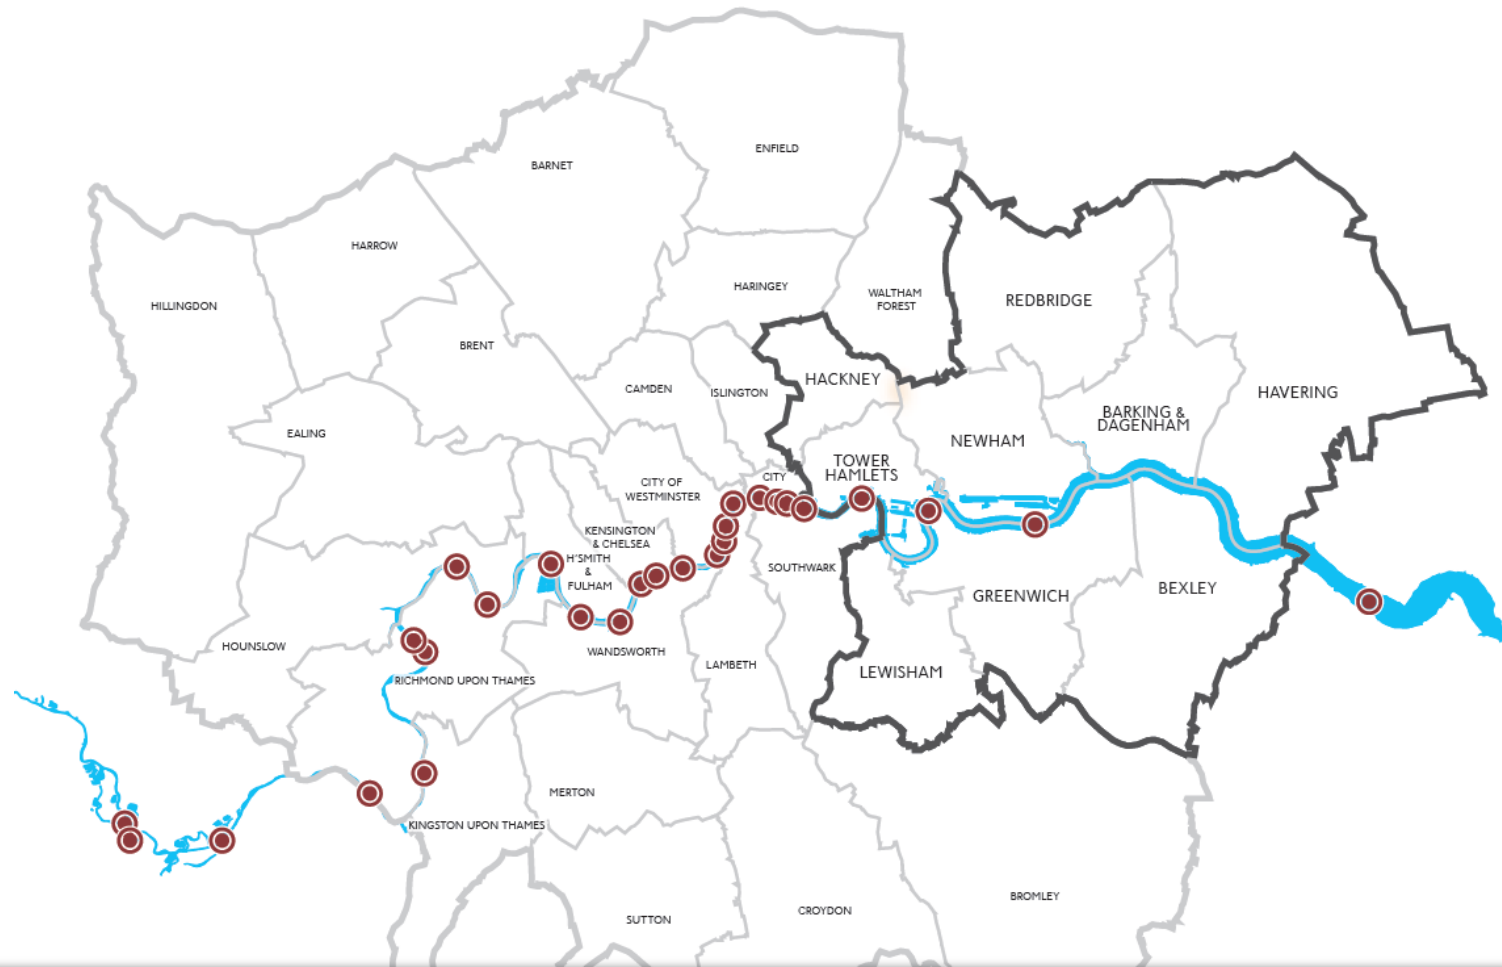 ENFIELD
BARNET
HARROW
HARINGEY
WALTHAM
FOREST
REDBRIDGE
HILLINGDON
BRENT
CAMDEN
ISLINGTON
HACKNEY
HAVERING
BARKING &
DAGENHAM
EALING
NEWHAM
TOWER
HAMLETS
CITY
CITY OF
WESTMINSTER
KENSINGTON
& CHELSEA
H'SMITH
&
FULHAM
SOUTHWARK
GREENWICH
BEXLEY
HOUNSLOW
WANDSWORTH
LAMBETH
LEWISHAM
RICHMOND UPON THAMES
MERTON
KINGSTON UPON THAMES
SUTTON
CROYDON
BROMLEY